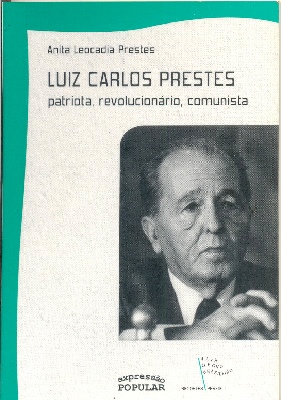 Anita Leocadia Prestes
LUIZ CARLOS PRESTES
patriota, revolucionário, comunista
expressão
POPULAR